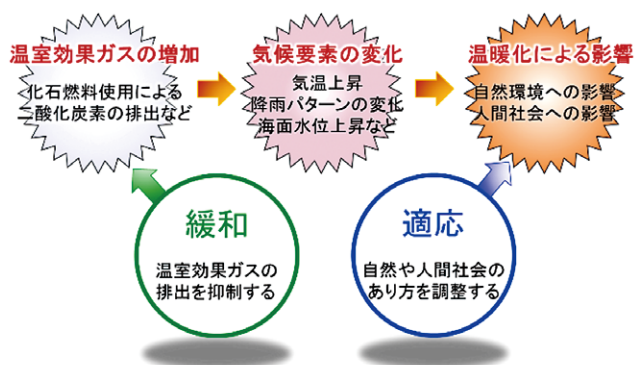 温室効果ガスの増加
化石燃料使用による
二酸化炭素の排出など
気候要素の変化
気温上昇
降雨パターンの変化
海面水位上昇など
温暖化による影響
自然環境への影響
人間社会への影響
緩和
温室効果ガスの
排出を抑制する
適応
自然や人間社会の
あり方を調整する